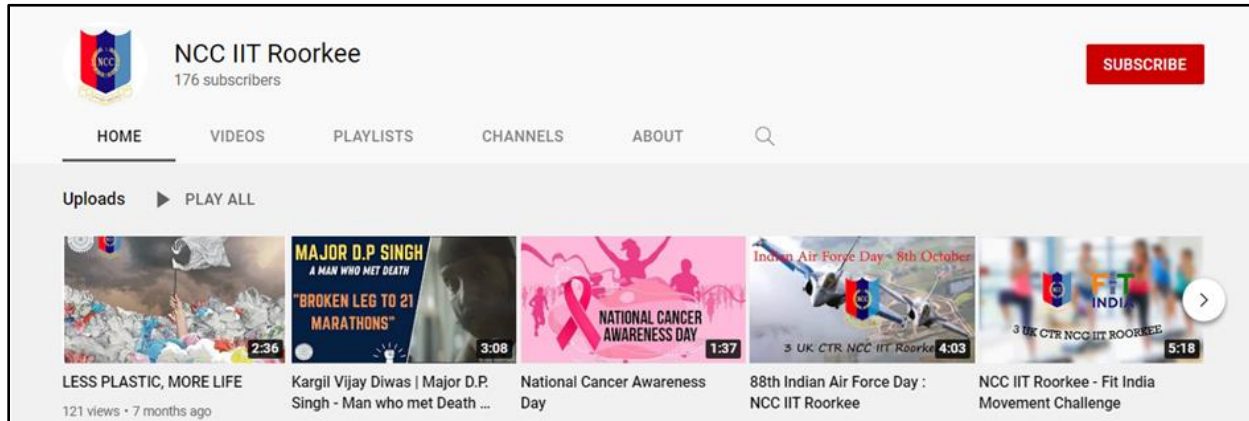 NCC
NCC IIT Roorkee
176 subscribers
SUBSCRIBE
HOME VIDEOS PLAYLISTS CHANNELS ABOUT
Uploads PLAY ALL
2:36
MAJOR D.P SINGH
A MAN WHO MET DEATH
"BROKEN LEG TO 21
MARATHONS"
3:08
NATIONAL CANCER
AWARENESS DAY
1:37
Indian Air Force Day - 8th October
3 UK CTR NCC IIT Roorke
4:03
FIT
INDIA
3 UK CTR NCC IIT ROORKEE
5:18
LESS PLASTIC, MORE LIFE
121 views • 7 months ago
Kargil Vijay Diwas | Major D.P.
Singh - Man who met Death ...
National Cancer Awareness
Day
88th Indian Air Force Day :
NCC IIT Roorkee
NCC IIT Roorkee - Fit India
Movement Challenge